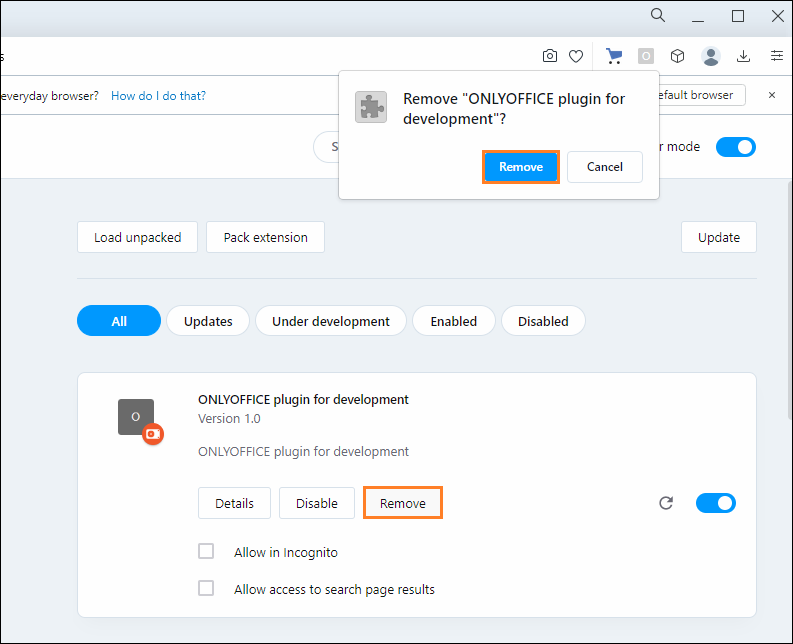 everyday browser? How do I do that?
efault browser
Remove "ONLYOFFICE plugin for
development"?
Remove
Cancel
S
r mode
Load unpacked
Pack extension
Update
All
Updates
Under development
Enabled
Disabled
O
O
ONLYOFFICE plugin for development
Version 1.0
ONLYOFFICE plugin for development
Details
Disable
Remove
Allow in Incognito
Allow access to search page results